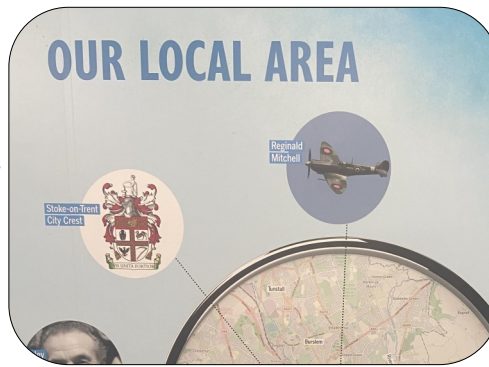 OUR LOCAL AREA
Reginald
Mitchell
Stoke-on-Trent
City Crest
Tunstall
Burslem